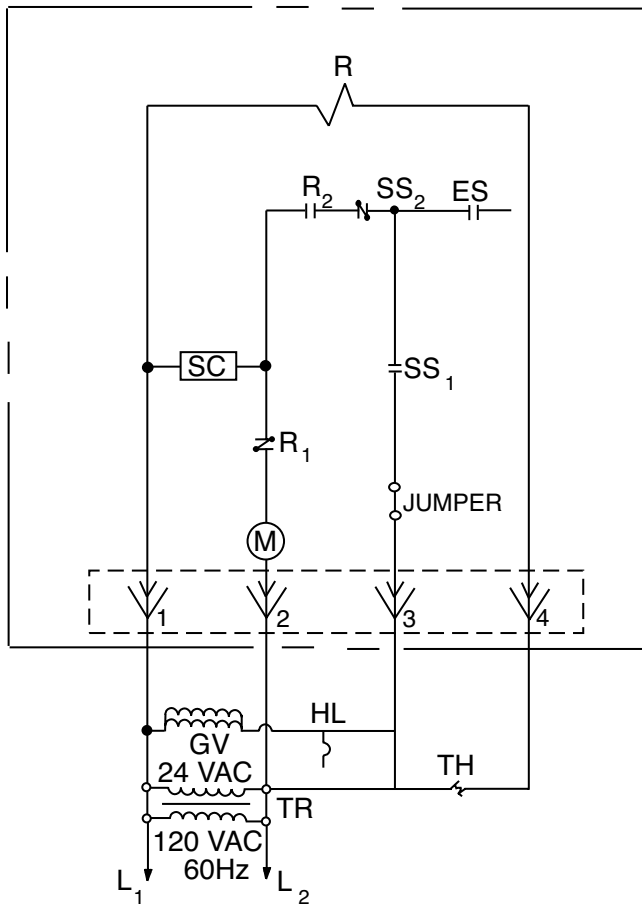 R
R2 SS2 ES
SC
SS1
R1
JUMPER
M
1 2 3 4
HL
GV
24 VAC
TH
TR
120 VAC
60Hz
L1 L2